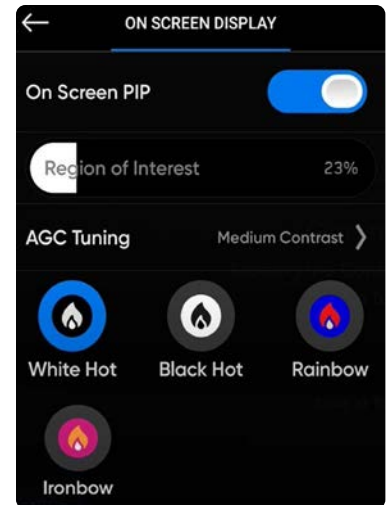 ON SCREEN DISPLAY
On Screen PIP
Region of Interest 23%
AGC Tuning Medium Contrast
White Hot Black Hot Rainbow
Ironbow